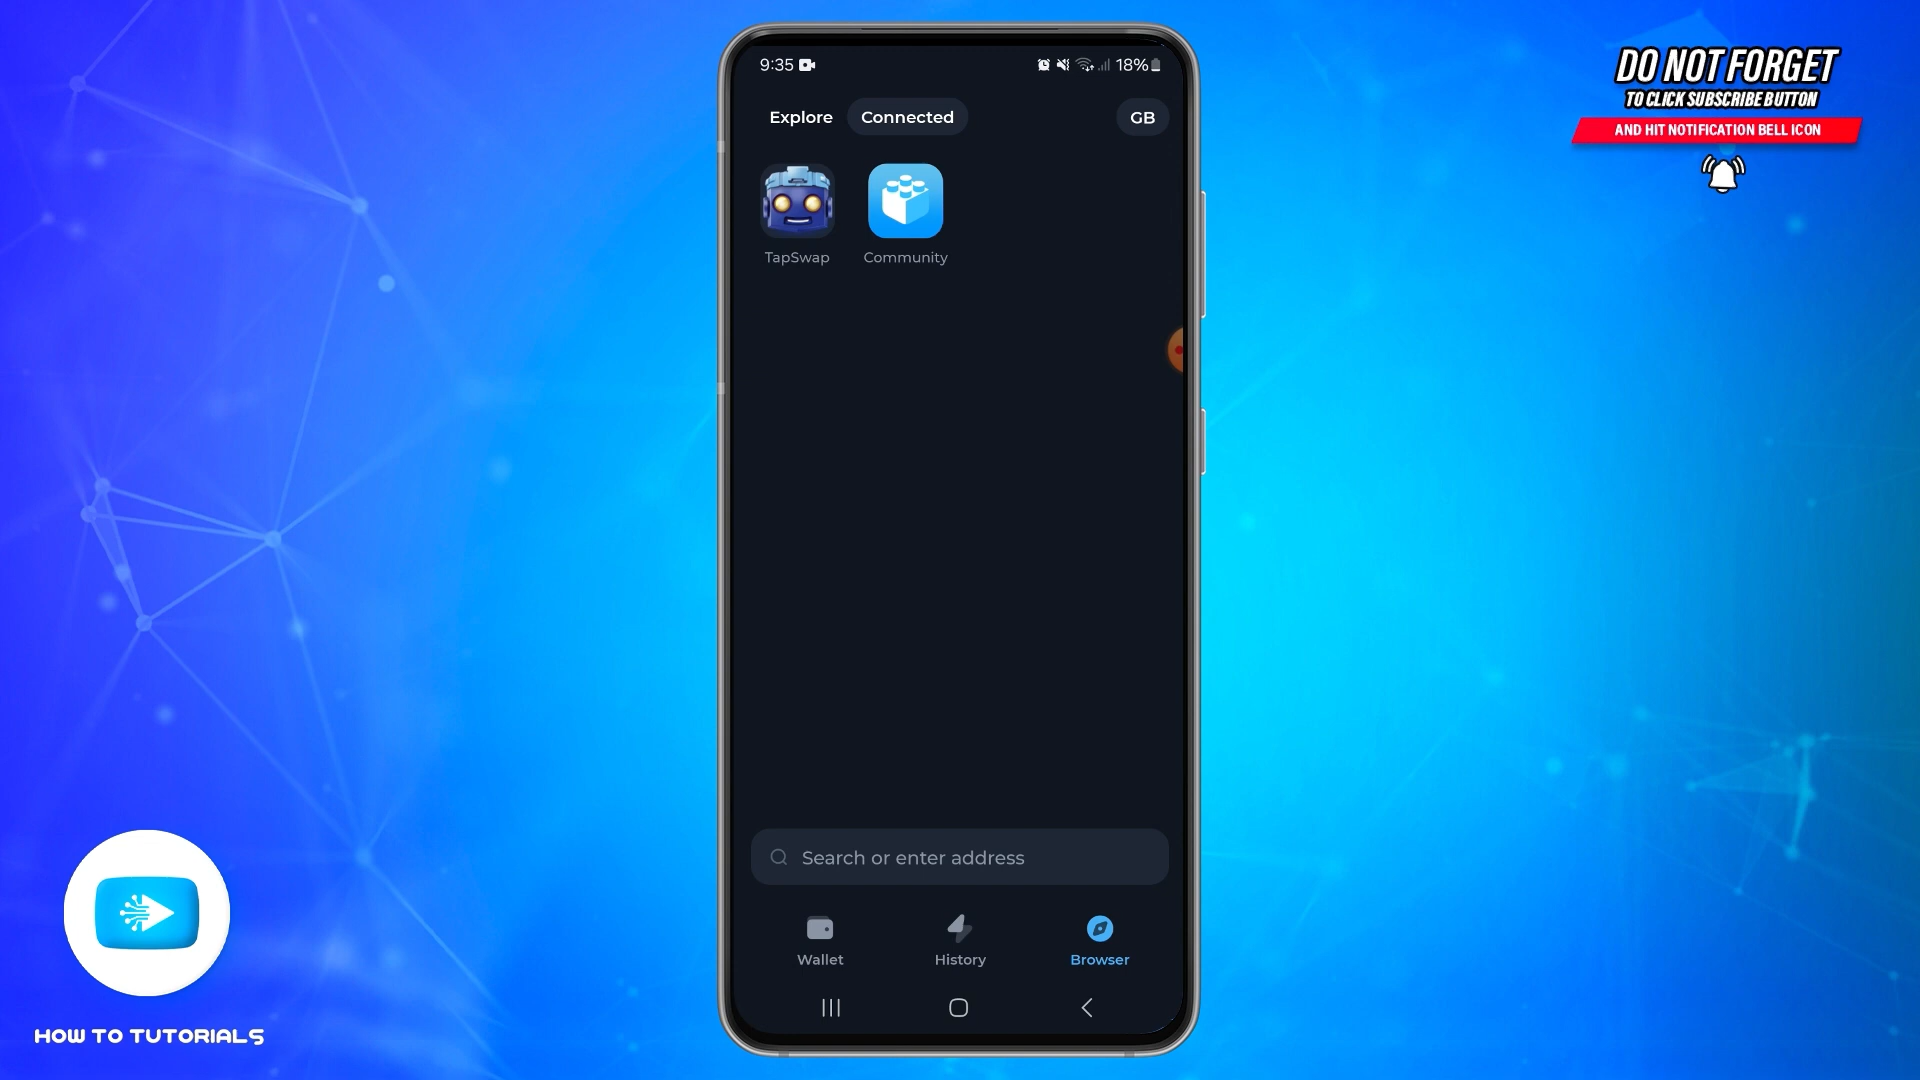 DO NOT FORGET
TO CLICK SUBSCRIBE BUTTON
AND HIT NOTIFICATION BELL ICON
9:35
18%
Explore
Connected
GB
TapSwap
Community
Search or enter address
Wallet
History
Browser
HOW TO TUTORIALS